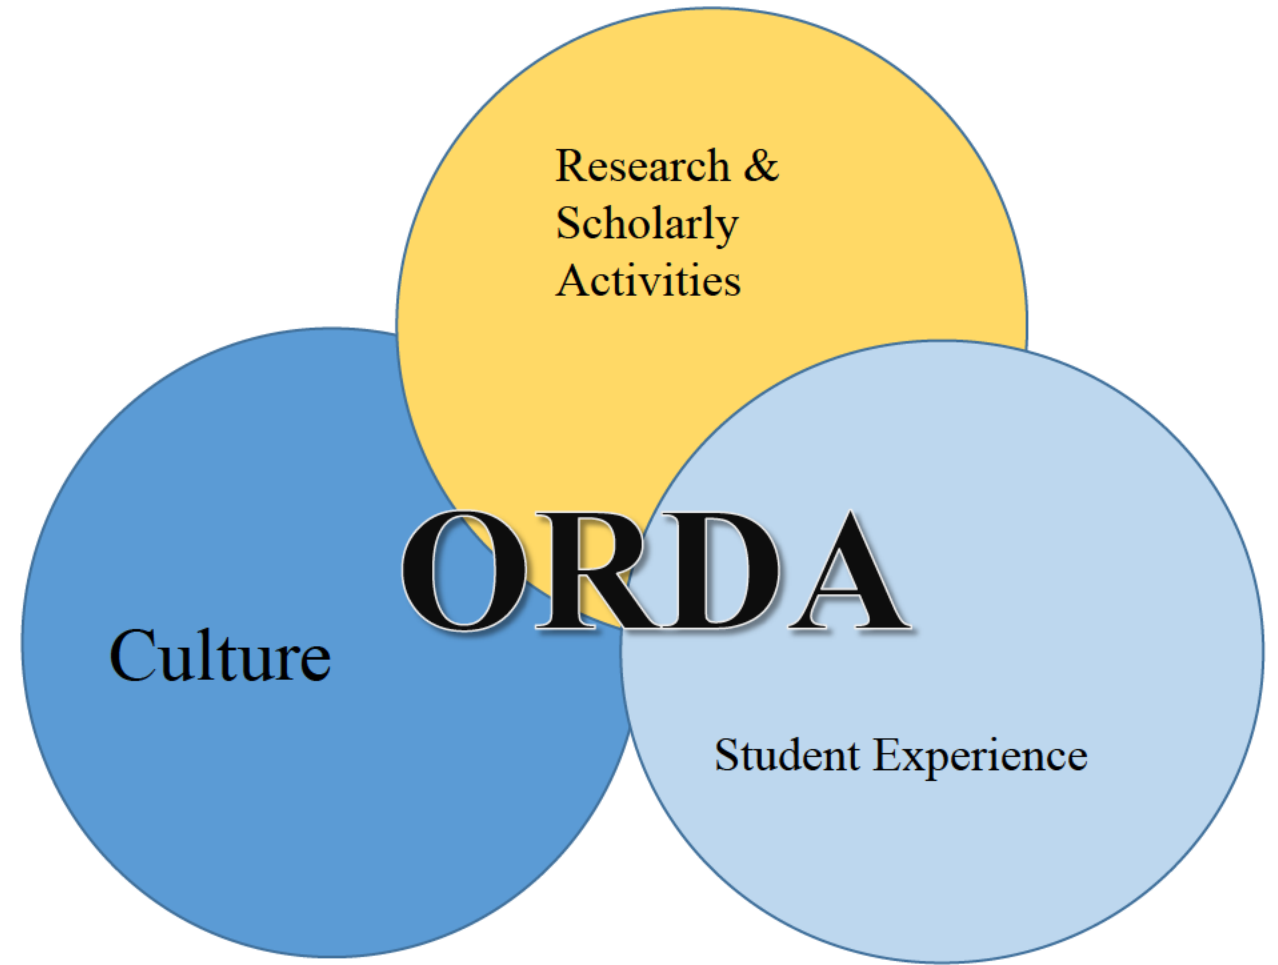 Research &
Scholarly
Activities
ORDA
Culture
Student Experience